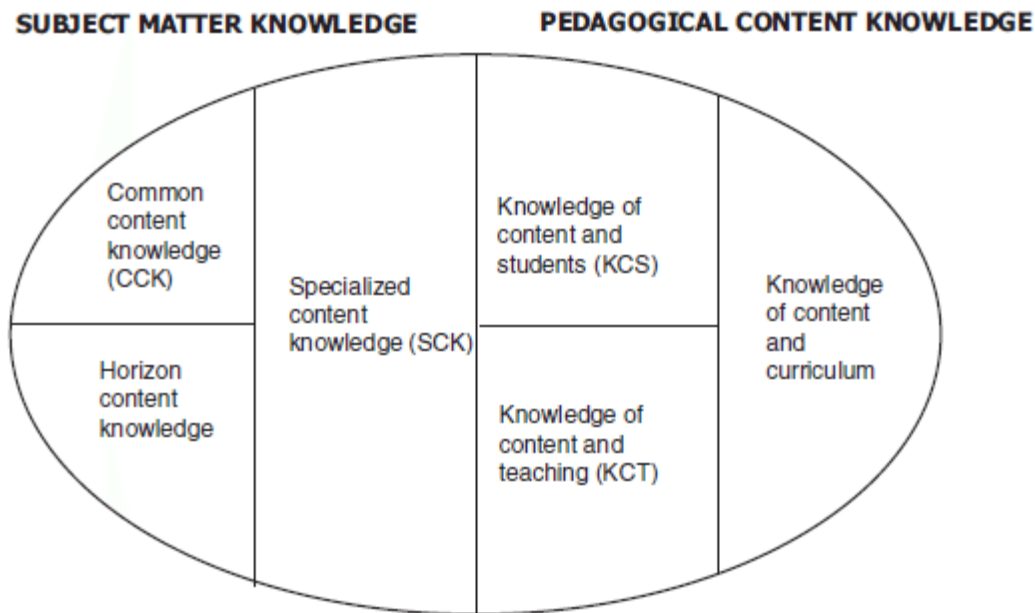 SUBJECT MATTER KNOWLEDGE
PEDAGOGICAL CONTENT KNOWLEDGE
Common
content
knowledge
(CCK)
Horizon
content
knowledge
Specialized
content
knowledge (SCK)
Knowledge of
content and
students (KCS)
Knowledge of
content and
teaching (KCT)
Knowledge
of content
and
curriculum